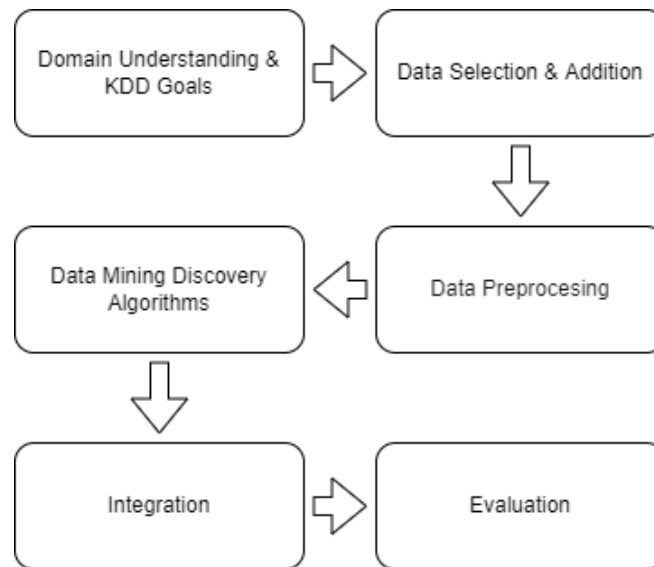 Domain Understanding &
KDD Goals
Data Selection & Addition
Data Preprocesing
Data Mining Discovery
Algorithms
Integration
Evaluation